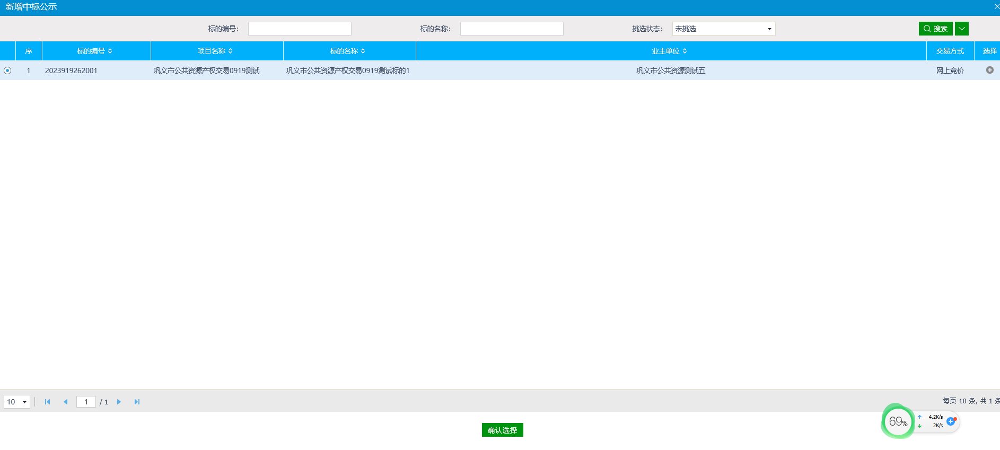 新增中标公示
标的编号:
标的名称:
挑选状态: 未挑选
搜索
序 标的编号 项目名称 标的名称 业主单位 交易方式 选择
1 2023919262001 巩义市公共资源产权交易0919测试 巩义市公共资源产权交易0919测试标的1 巩义市公共资源测试五 网上竞价
10 1 / 1 每页 10 条, 共 1 条
69% 4.2K/s
2K/s
确认选择